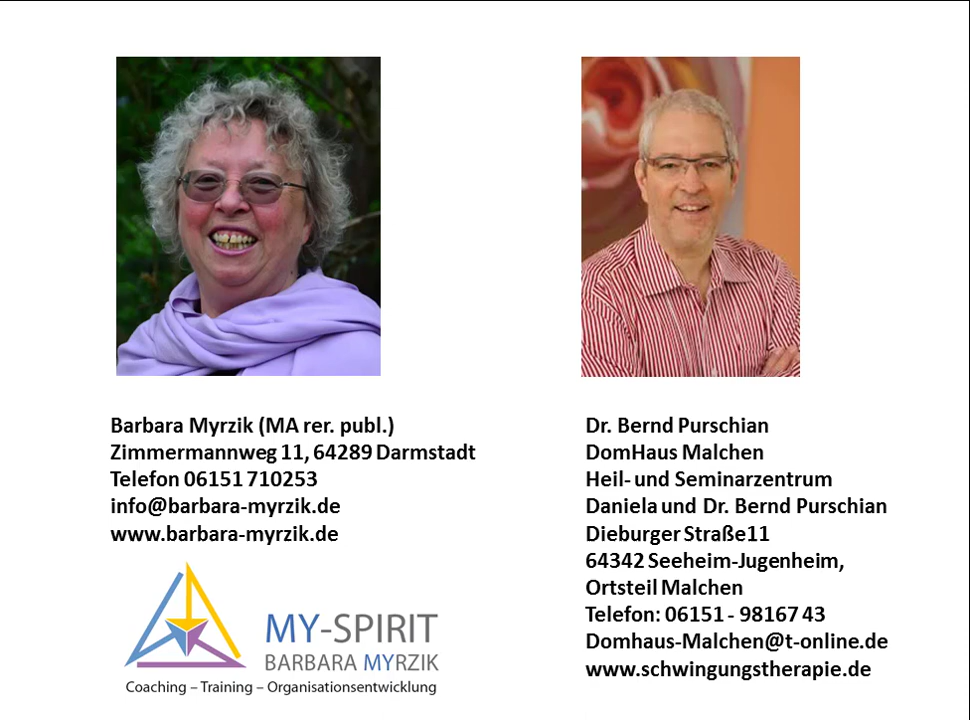 Barbara Myrzik (MA rer. publ.)
Zimmermannweg 11, 64289 Darmstadt
Telefon 06151 710253
info@barbara-myrzik.de
www.barbara-myrzik.de
MY-SPIRIT
BARBARA MYRZIK
Coaching – Training – Organisationsentwicklung
Dr. Bernd Purschian
DomHaus Malchen
Heil- und Seminarzentrum
Daniela und Dr. Bernd Purschian
Dieburger Straße11
64342 Seeheim-Jugenheim,
Ortsteil Malchen
Telefon: 06151 - 98167 43
Domhaus-Malchen@t-online.de
www.schwingungstherapie.de